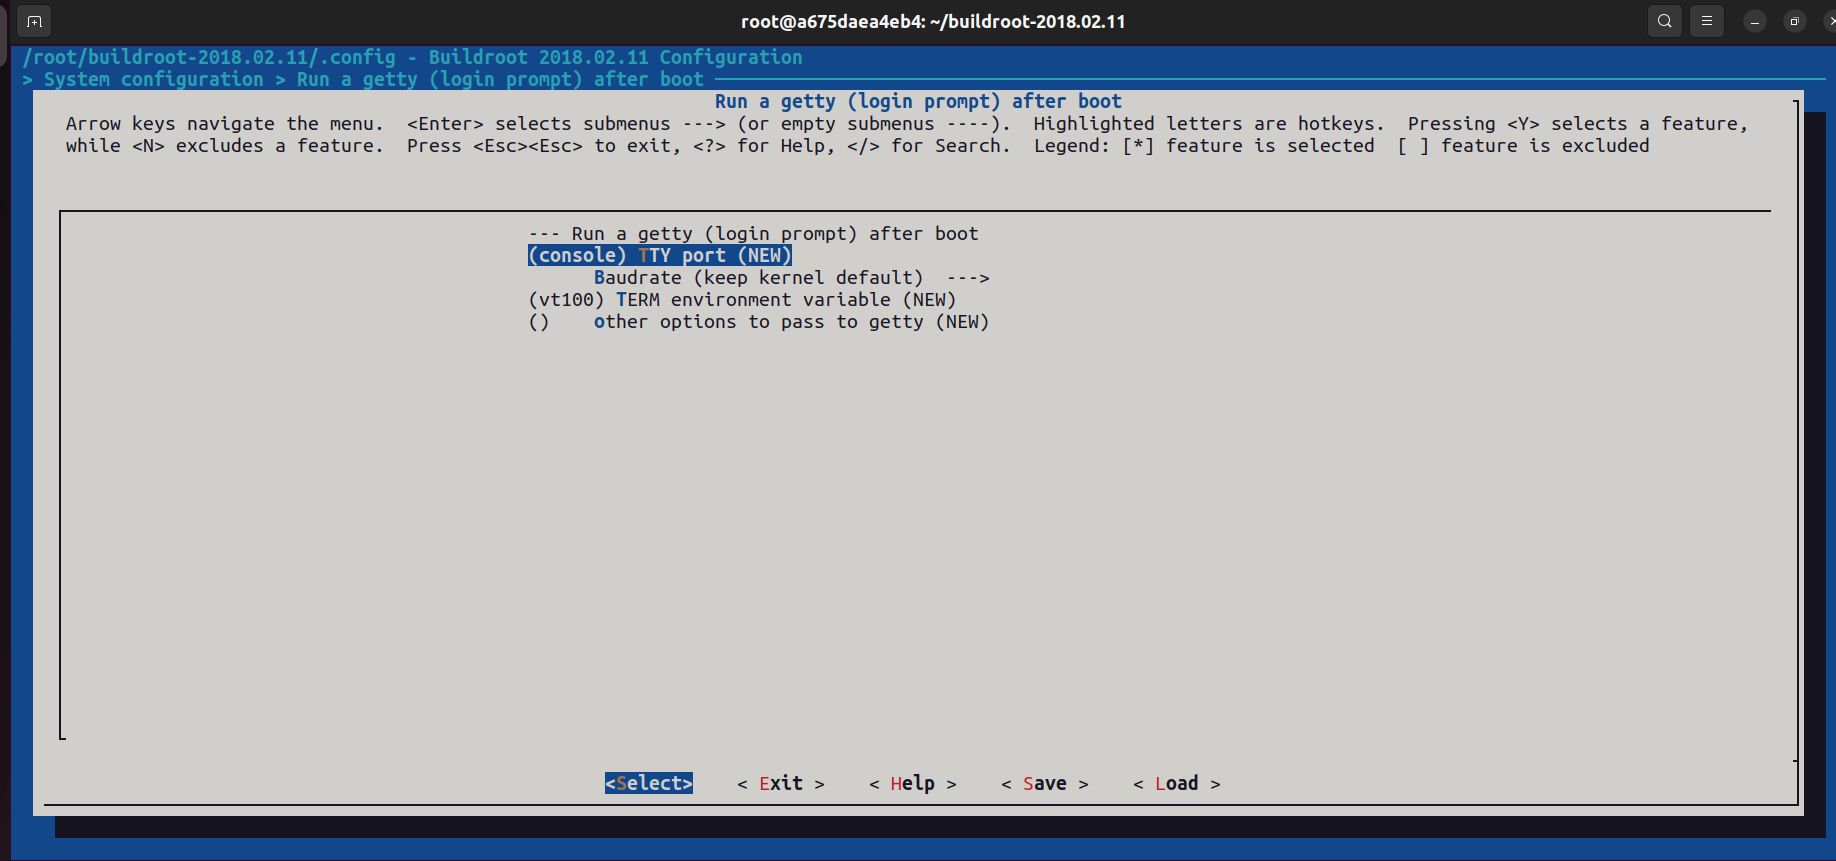 root@a675daea4eb4: ~/buildroot-2018.02.11
/root/buildroot-2018.02.11/.config - Buildroot 2018.02.11 Configuration
> System configuration > Run a getty (login prompt) after boot
Run a getty (login prompt) after boot
Arrow keys navigate the menu.  <Enter> selects submenus ---> (or empty submenus ----).  Highlighted letters are hotkeys.  Pressing <Y> selects a feature,
while <N> excludes a feature.  Press <Esc><Esc> to exit, <?> for Help, </> for Search.  Legend: [*] feature is selected  [ ] feature is excluded
--- Run a getty (login prompt) after boot
(console) TTY port (NEW)
Baudrate (keep kernel default)  --->
(vt100) TERM environment variable (NEW)
()    other options to pass to getty (NEW)
<Select>    < Exit >    < Help >    < Save >    < Load >